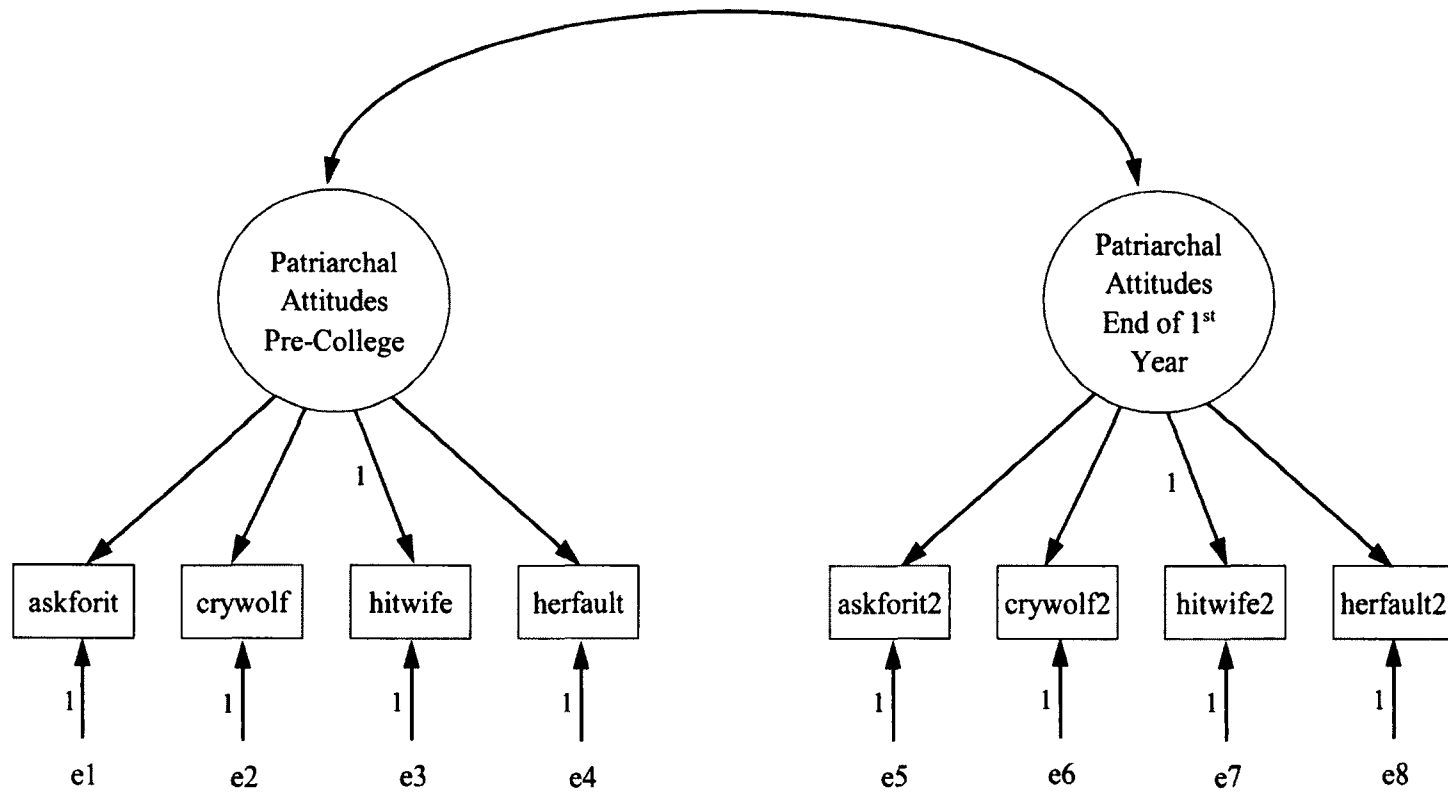 Patriarchal
Attitudes
Pre-College
Patriarchal
Attitudes
End of 1st
Year
1
1
askforit
crywolf
hitwife
herfault
askforit2
crywolf2
hitwife2
herfault2
1
1
1
1
1
1
1
1
e1
e2
e3
e4
e5
e6
e7
e8